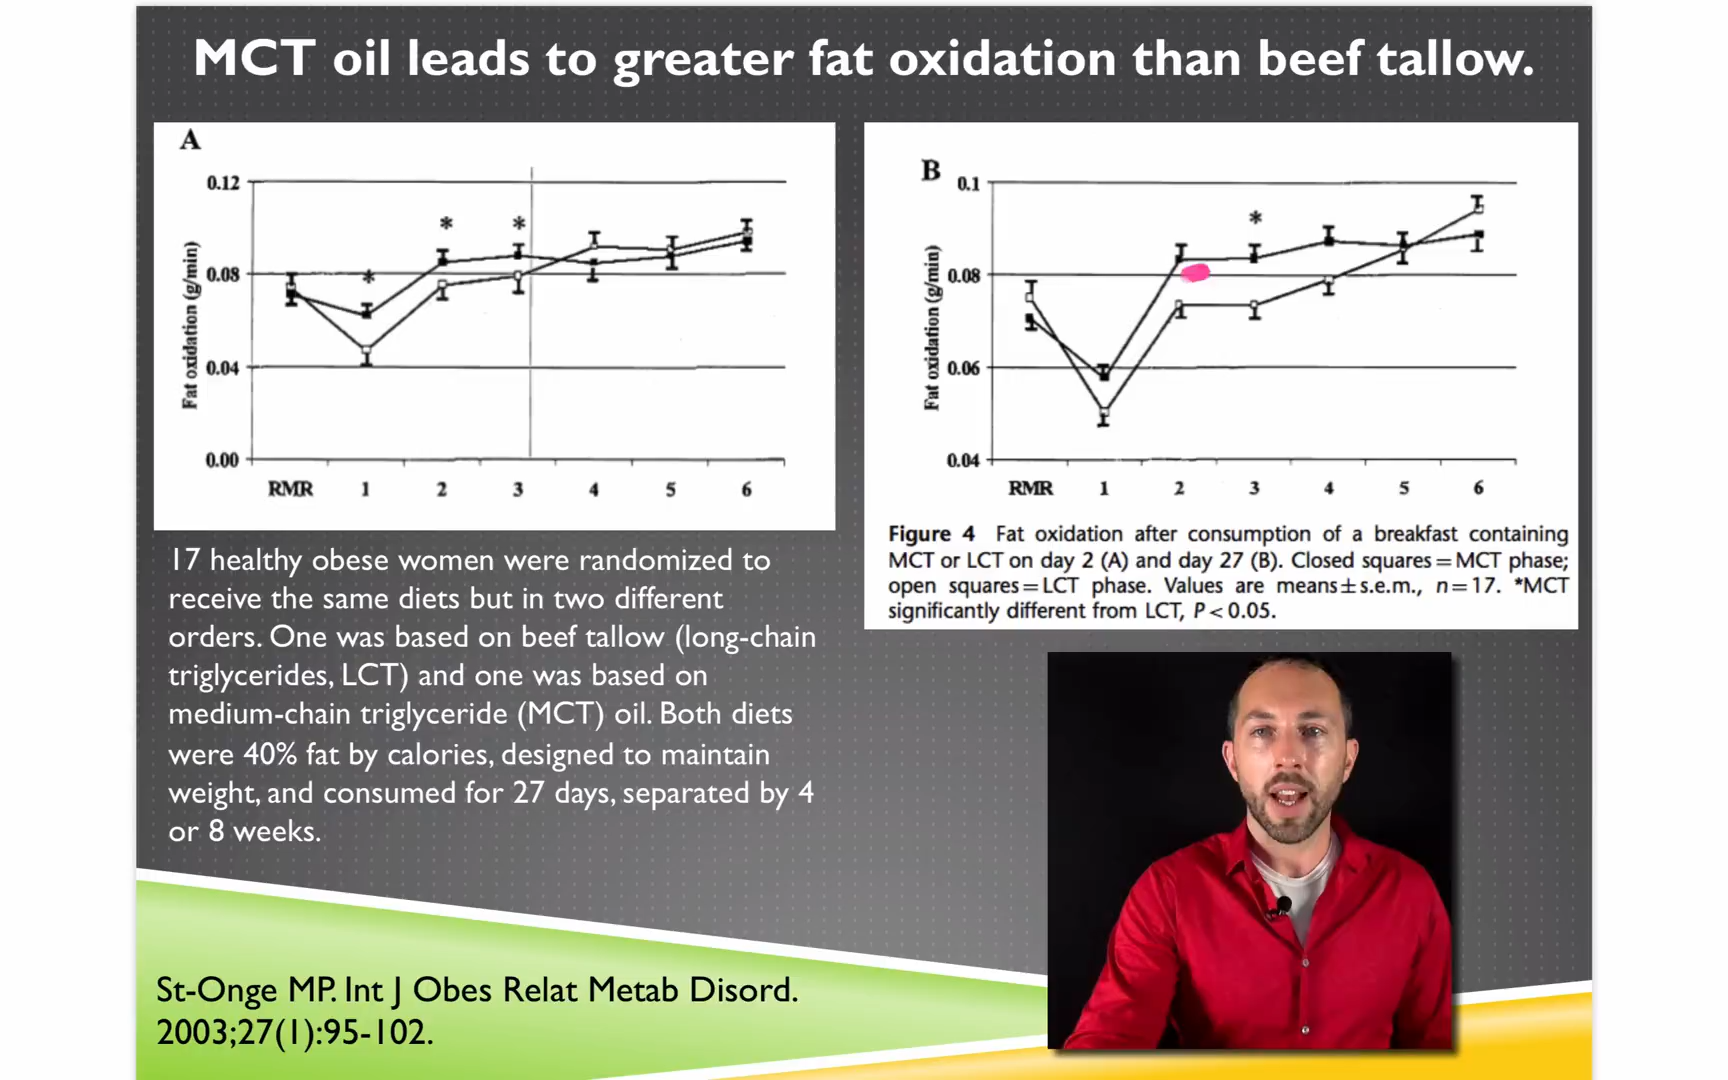 MCT oil leads to greater fat oxidation than beef tallow.
A
0.12
0.08
0.04
0.00
Fat oxidation (g/min)
*
*
*
RMR 1 2 3 4 5 6
B
0.1
0.08
0.06
0.04
Fat oxidation (g/min)
*
RMR 1 2 3 4 5 6
Figure 4 Fat oxidation after consumption of a breakfast containing
MCT or LCT on day 2 (A) and day 27 (B). Closed squares = MCT phase;
open squares = LCT phase. Values are means ± s.e.m., n = 17. *MCT
significantly different from LCT, P < 0.05.
17 healthy obese women were randomized to
receive the same diets but in two different
orders. One was based on beef tallow (long-chain
triglycerides, LCT) and one was based on
medium-chain triglyceride (MCT) oil. Both diets
were 40% fat by calories, designed to maintain
weight, and consumed for 27 days, separated by 4
or 8 weeks.
St-Onge MP. Int J Obes Relat Metab Disord.
2003;27(1):95-102.